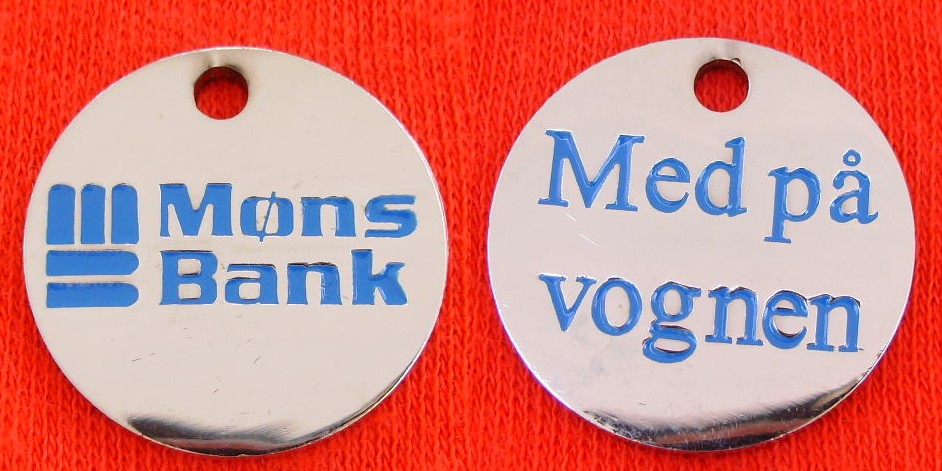 Møns
Bank
Med på
vognen